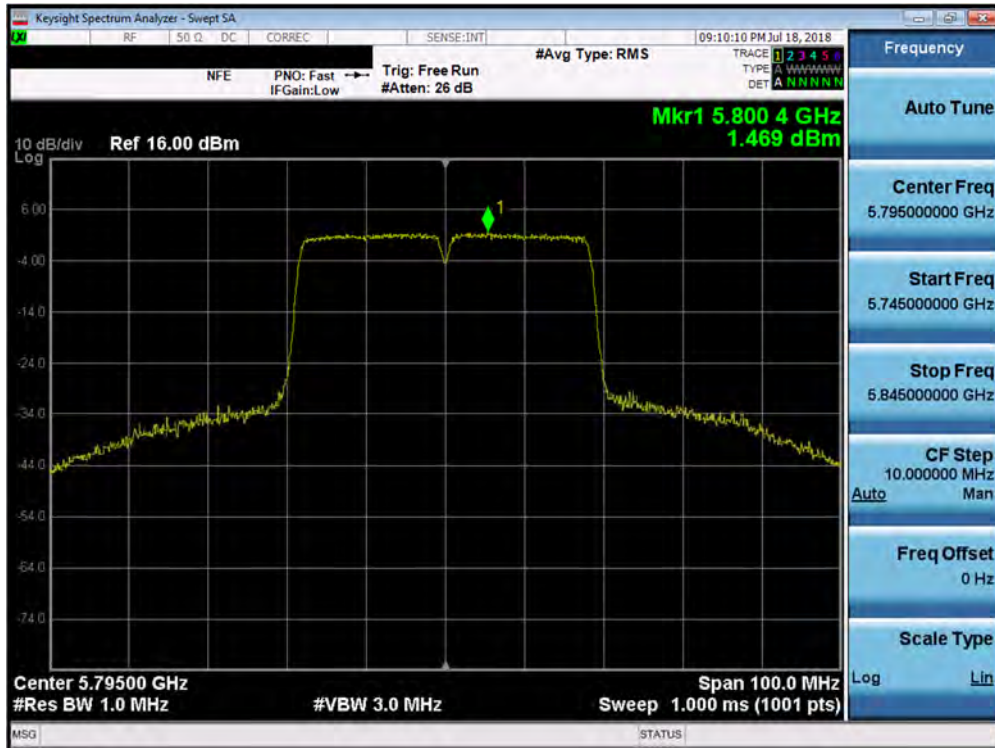 Keysight Spectrum Analyzer - Swept SA
LXI RF 50 Ω DC CORREC SENSE:INT 09:10:10 PM Jul 18, 2018
#Avg Type: RMS TRACE 1 2 3 4 5 6
NFE PNO: Fast Trig: Free Run TYPE A WWWWW
IFGain:Low #Atten: 26 dB DET A N N N N N
Mkr1 5.800 4 GHz
10 dB/div Ref 16.00 dBm 1.469 dBm
Log
1
6.00
-4.00
-14.0
-24.0
-34.0
-44.0
-54.0
-64.0
-74.0
Center 5.79500 GHz Span 100.0 MHz
#Res BW 1.0 MHz #VBW 3.0 MHz Sweep 1.000 ms (1001 pts)
MSG STATUS
Frequency
Auto Tune
Center Freq
5.795000000 GHz
Start Freq
5.745000000 GHz
Stop Freq
5.845000000 GHz
CF Step
10.000000 MHz
Auto Man
Freq Offset
0 Hz
Scale Type
Log Lin